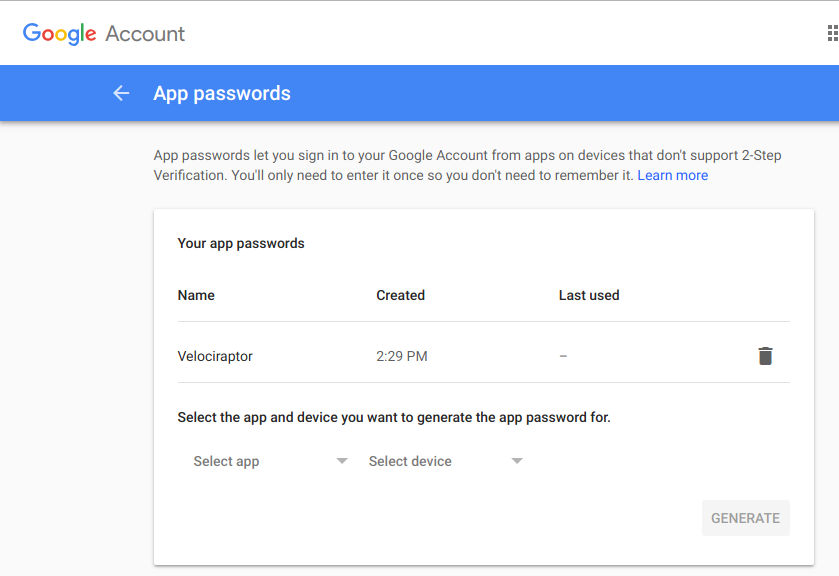 Google Account
App passwords
App passwords let you sign in to your Google Account from apps on devices that don't support 2-Step
Verification. You'll only need to enter it once so you don't need to remember it. Learn more
Your app passwords
Name Created Last used
Velociraptor 2:29 PM –
Select the app and device you want to generate the app password for.
Select app Select device
GENERATE